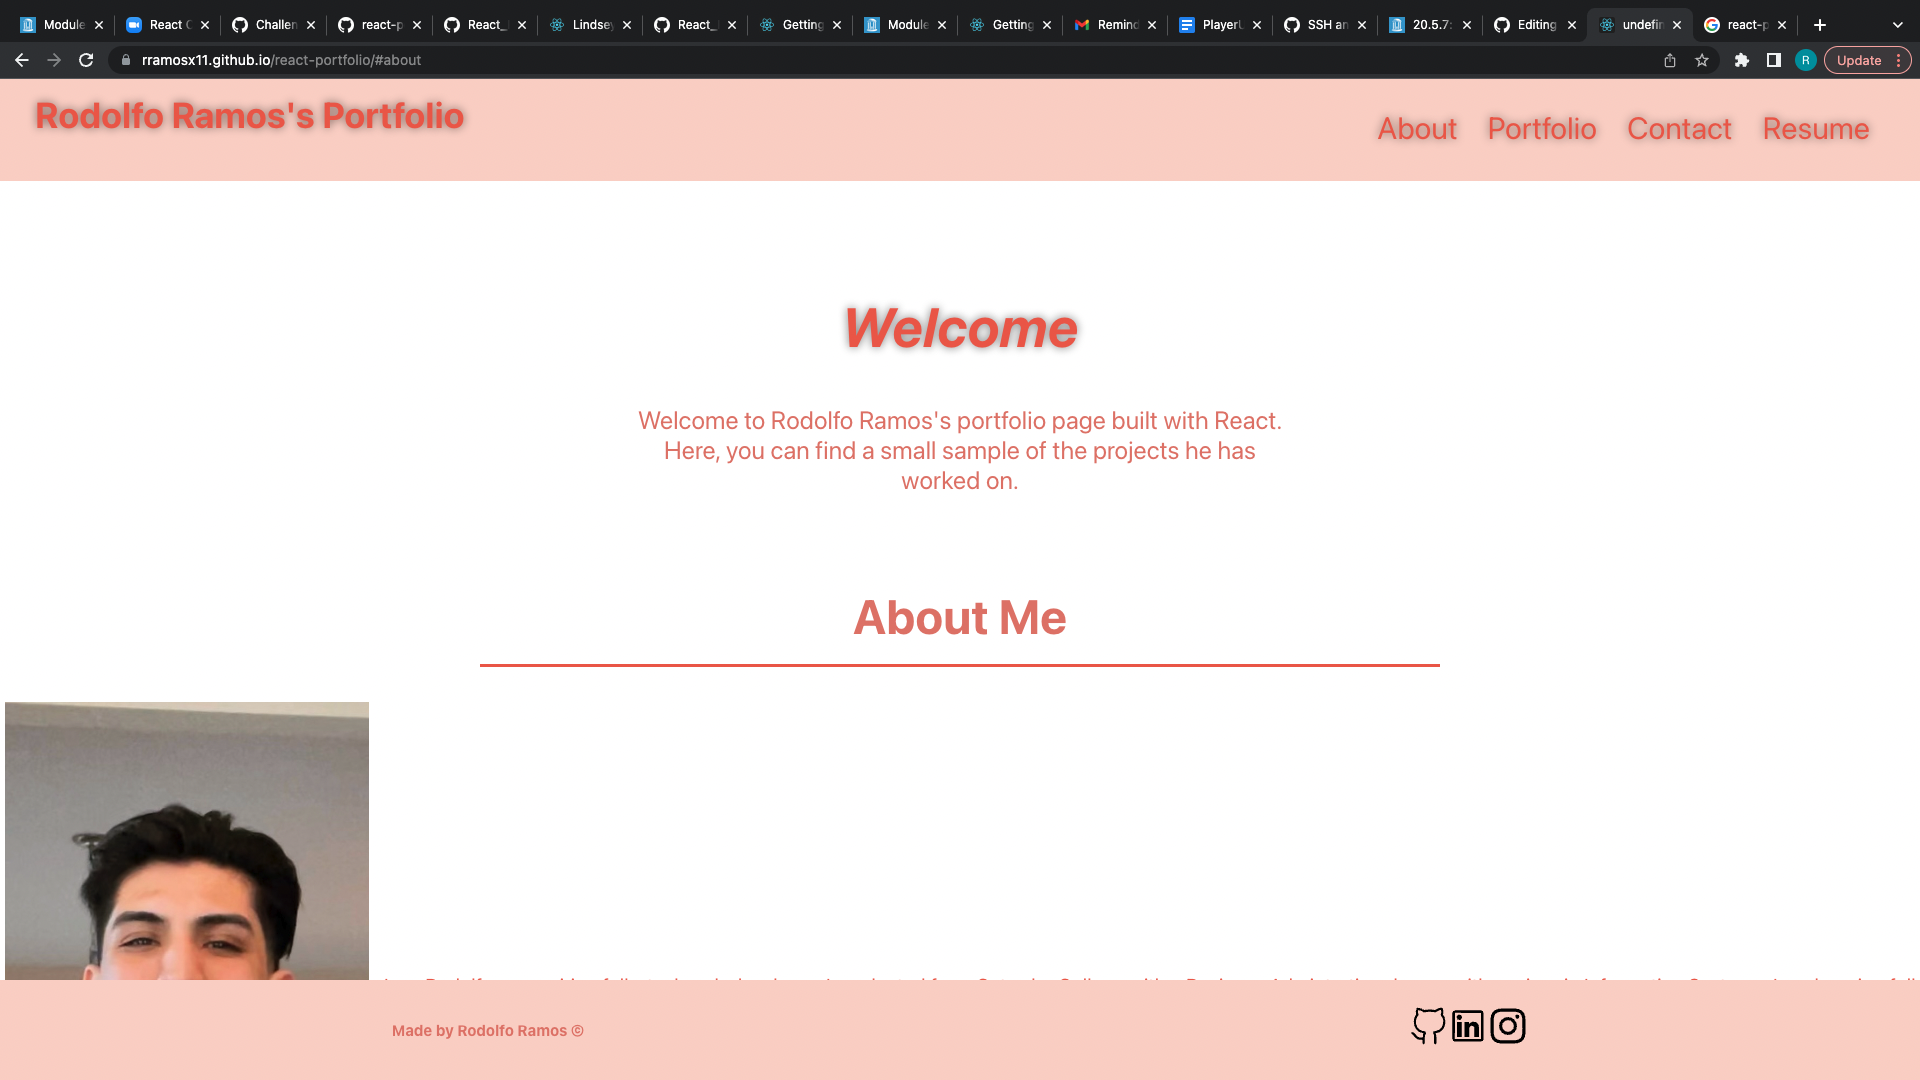 Module
React C
Challen
react-p
React_
Lindsey
React_
Getting
Module
Getting
Remind
Player
SSH an
20.5.7:
Editing
undefin
react-p
rramosx11.github.io/react-portfolio/#about
R
Update
Rodolfo Ramos's Portfolio
About Portfolio Contact Resume
Welcome
Welcome to Rodolfo Ramos's portfolio page built with React.
Here, you can find a small sample of the projects he has
worked on.
About Me
Made by Rodolfo Ramos ©
in